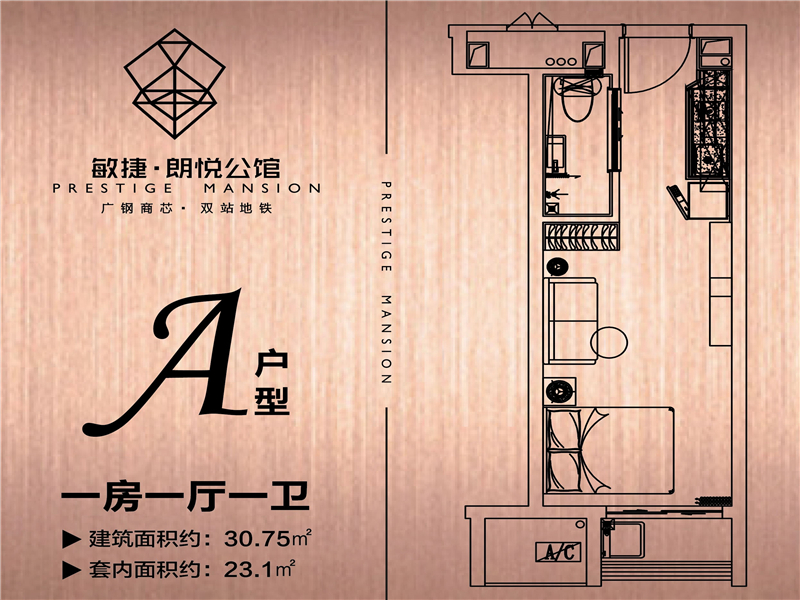 敏捷·朗悦公馆
PRESTIGE MANSION
广钢商芯·双站地铁
A户型
一房一厅一卫
▶ 建筑面积约：30.75㎡
▶ 套内面积约：23.1㎡
PRESTIGE MANSION
A/C